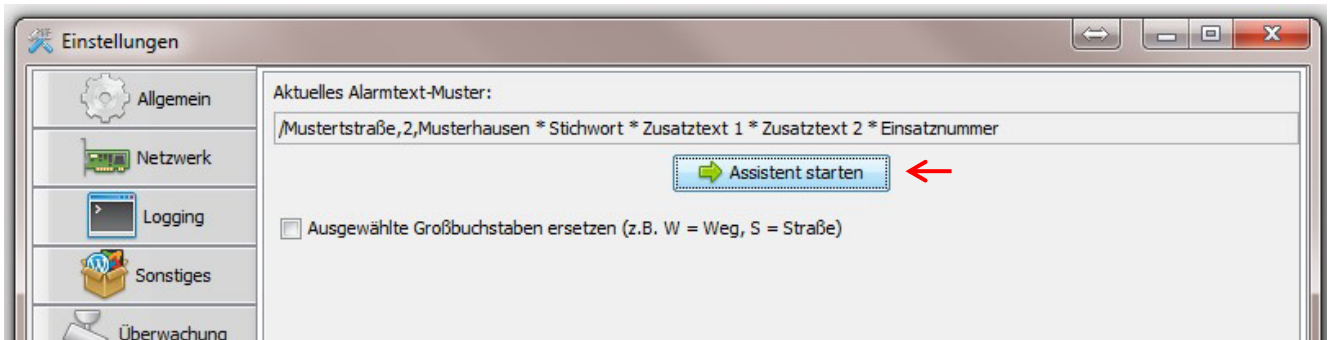 Einstellungen
Allgemein
Netzwerk
Logging
Sonstiges
Überwachung
Aktuelles Alarmtext-Muster:
/Mustertstraße,2,Musterhausen * Stichwort * Zusatztext 1 * Zusatztext 2 * Einsatznummer
Assistent starten
Ausgewählte Großbuchstaben ersetzen (z.B. W = Weg, S = Straße)